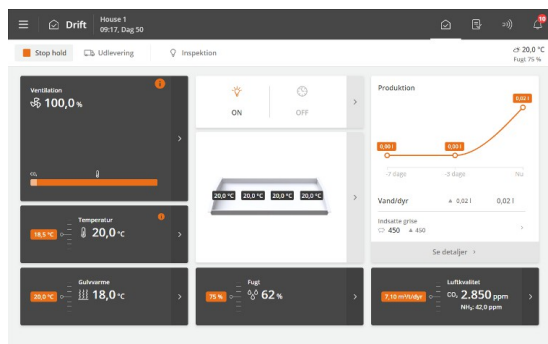 Drift
House 1
09:17, Dag 50
10
Stop hold
Udlevering
Inspektion
20,0 °C
Fugt 75 %
Ventilation
100,0 %
CO₂
ON
OFF
20,0 °C 20,0 °C 20,0 °C 20,0 °C
Produktion
0,02 l
0,00 l
0,00 l
-7 dage
-3 dage
Nu
Vand/dyr
0,02 l
0,02 l
Indsatte grise
450
450
Se detaljer
Temperatur
18,5 °C
20,0 °C
Gulvvarme
20,0 °C
18,0 °C
Fugt
75 %
62 %
Luftkvalitet
7,10 m³/t/dyr
CO₂ 2.850 ppm
NH₃: 42,0 ppm